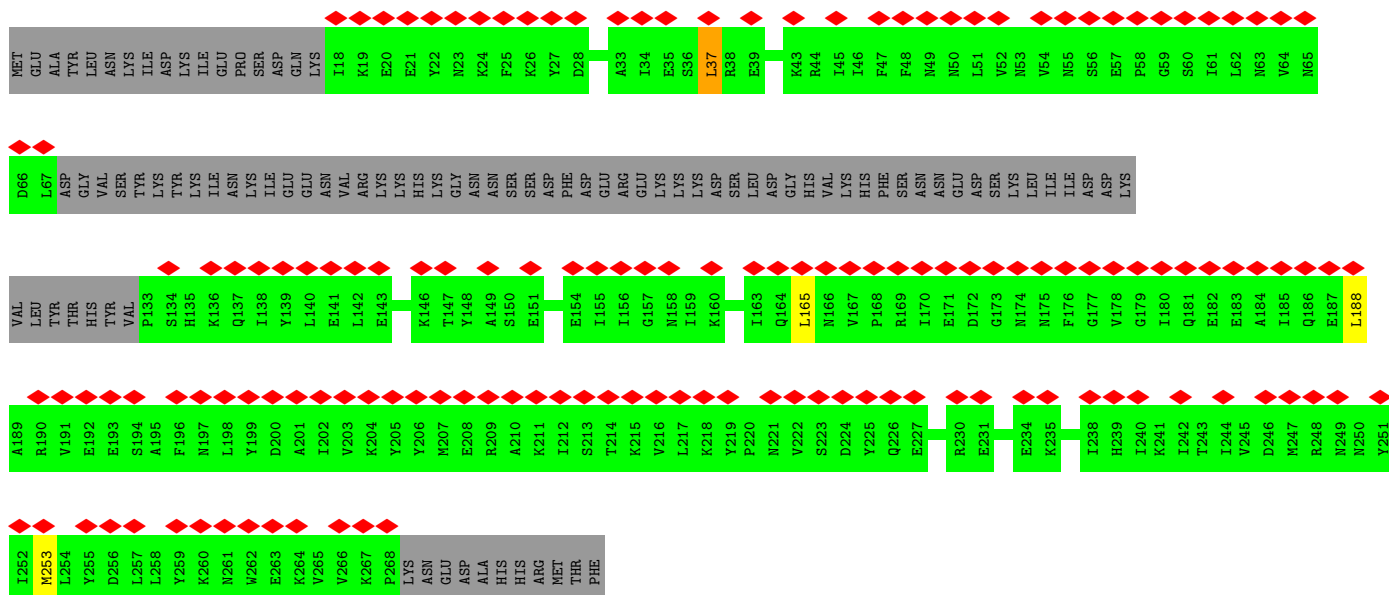 MET GLU ALA TYR LEU ASN LYS ILE ASP LYS ILE GLU PRO SER ASP GLN LYS I18 K19 E20 E21 Y22 N23 K24 F25 K26 Y27 D28 A33 I34 E35 S36 L37 R38 E39 K43 R44 I45 I46 F47 F48 N49 N50 L51 V52 N53 V54 N55 S56 E57 P58 G59 S60 I61 L62 N63 V64 N65
D66 L67 ASP GLY VAL SER TYR LYS TYR LYS ILE ASN LYS ILE GLU GLU ASN VAL ARG LYS LYS HIS LYS GLY ASN ASN SER SER ASP PHE ASP GLU ARG GLU LYS LYS LYS ASP SER LEU ASP GLY HIS VAL LYS HIS PHE SER ASN ASN GLU ASP SER LYS LEU ILE ILE ASP ASP LYS
VAL LEU TYR THR HIS TYR VAL P133 S134 H135 K136 Q137 I138 Y139 L140 E141 L142 E143 K146 T147 Y148 A149 S150 E151 E154 I155 I156 G157 N158 I159 K160 I163 Q164 L165 N166 V167 P168 R169 I170 E171 D172 G173 N174 N175 F176 G177 V178 G179 I180 Q181 E182 E183 A184 I185 Q186 E187 L188
A189 R190 V191 E192 E193 S194 A195 F196 N197 L198 Y199 D200 A201 I202 V203 K204 Y205 Y206 M207 E208 R209 A210 K211 I212 S213 T214 K215 V216 L217 K218 Y219 P220 N221 V222 S223 D224 Y225 Q226 E227 R230 E231 E234 K235 I238 H239 I240 K241 I242 T243 I244 V245 D246 M247 R248 N249 N250 Y251
I252 M253 L254 Y255 D256 L257 L258 Y259 K260 N261 W262 E263 K264 V265 V266 K267 P268 LYS ASN GLU ASP ALA HIS HIS ARG MET THR PHE